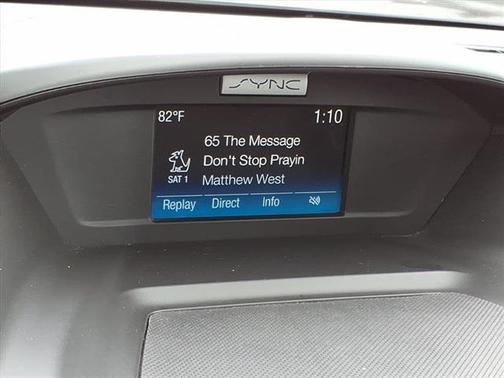 SYNC
82°F 1:10
65 The Message
Don't Stop Prayin
SAT 1 Matthew West
Replay Direct Info